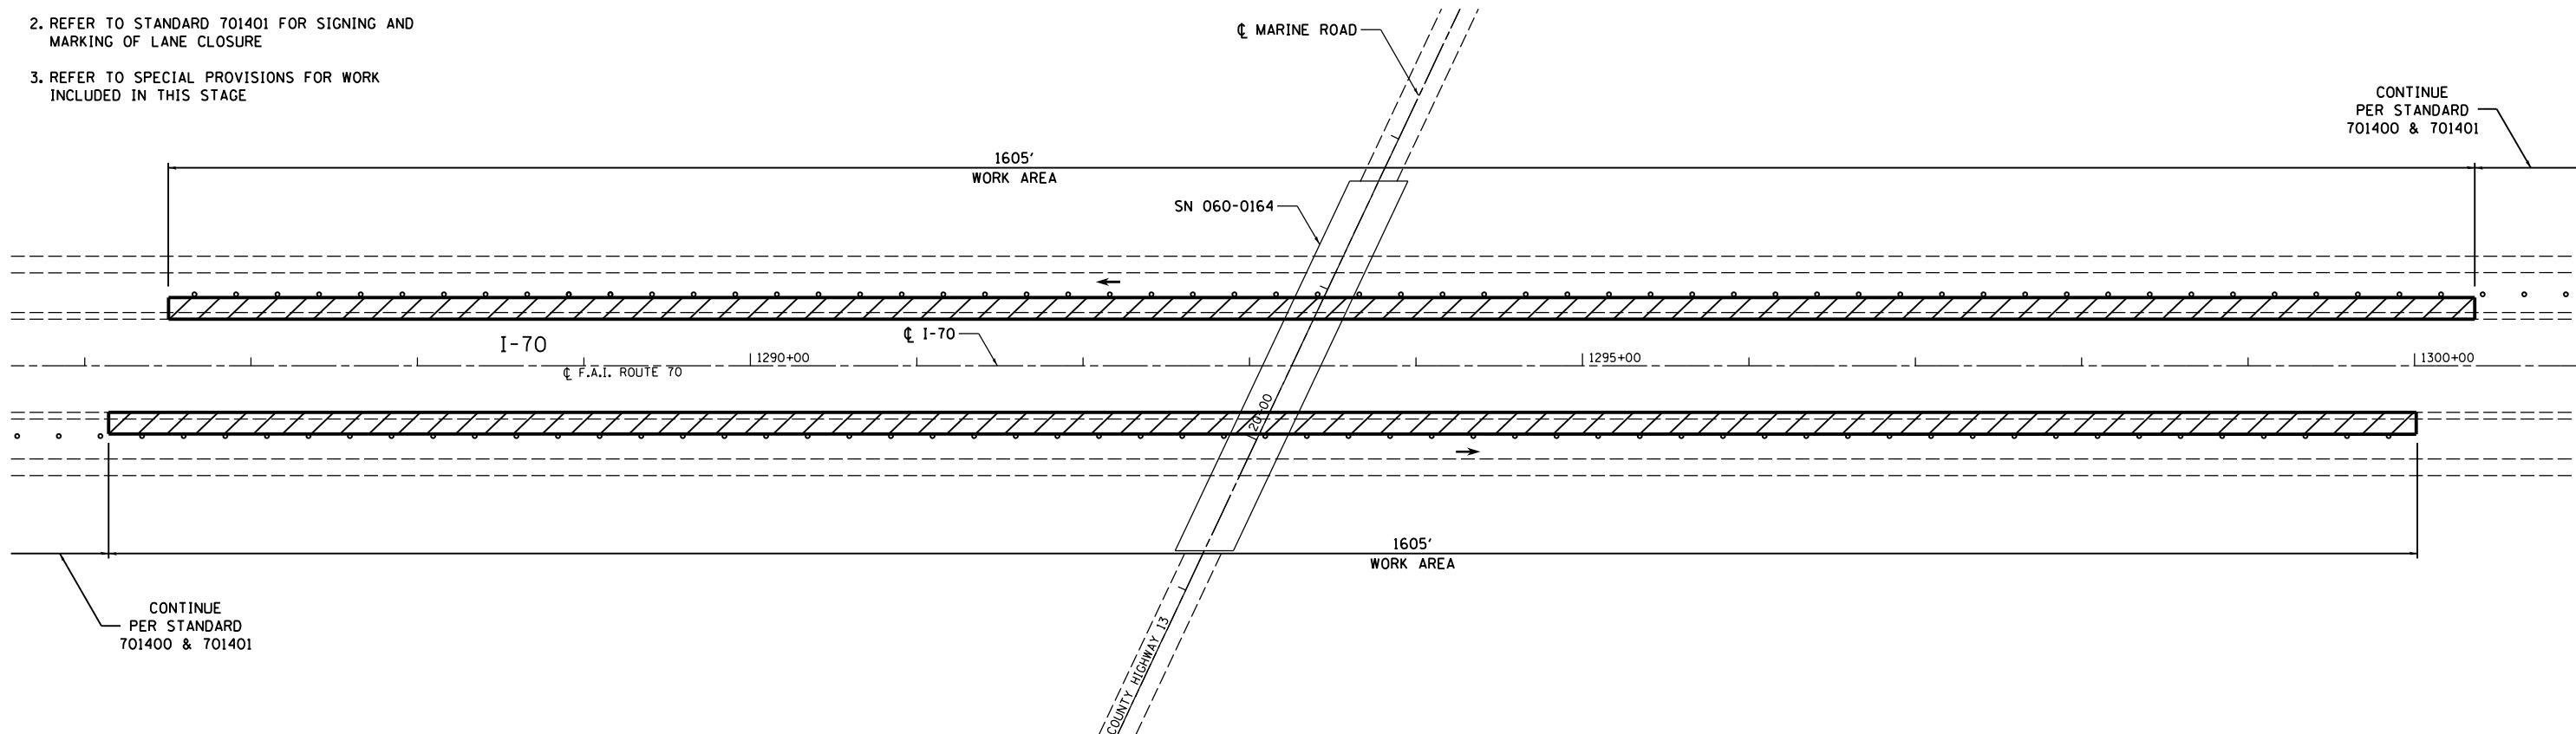 2. REFER TO STANDARD 701401 FOR SIGNING AND
MARKING OF LANE CLOSURE
3. REFER TO SPECIAL PROVISIONS FOR WORK
INCLUDED IN THIS STAGE
℄ MARINE ROAD
CONTINUE
PER STANDARD
701400 & 701401
1605'
WORK AREA
SN 060-0164
I-70
℄ I-70
1290+00
1295+00
1300+00
℄ F.A.I. ROUTE 70
120+00
1605'
WORK AREA
CONTINUE
PER STANDARD
701400 & 701401
COUNTY HIGHWAY 13